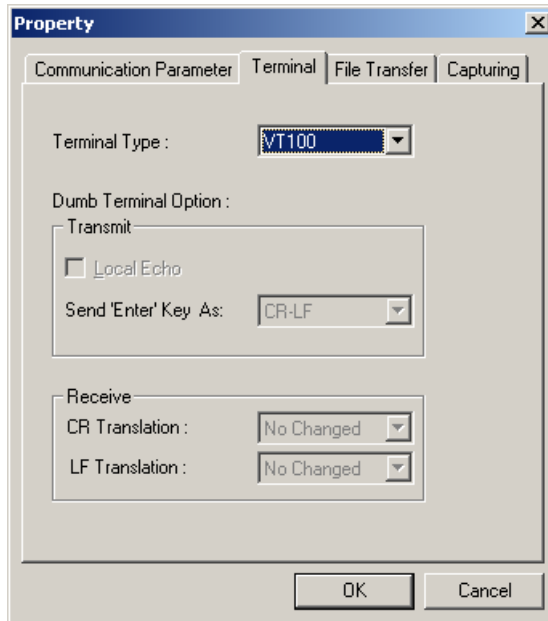 Property
Communication Parameter Terminal File Transfer Capturing
Terminal Type : VT100
Dumb Terminal Option :
Transmit
Local Echo
Send 'Enter' Key As: CR-LF
Receive
CR Translation : No Changed
LF Translation : No Changed
OK Cancel